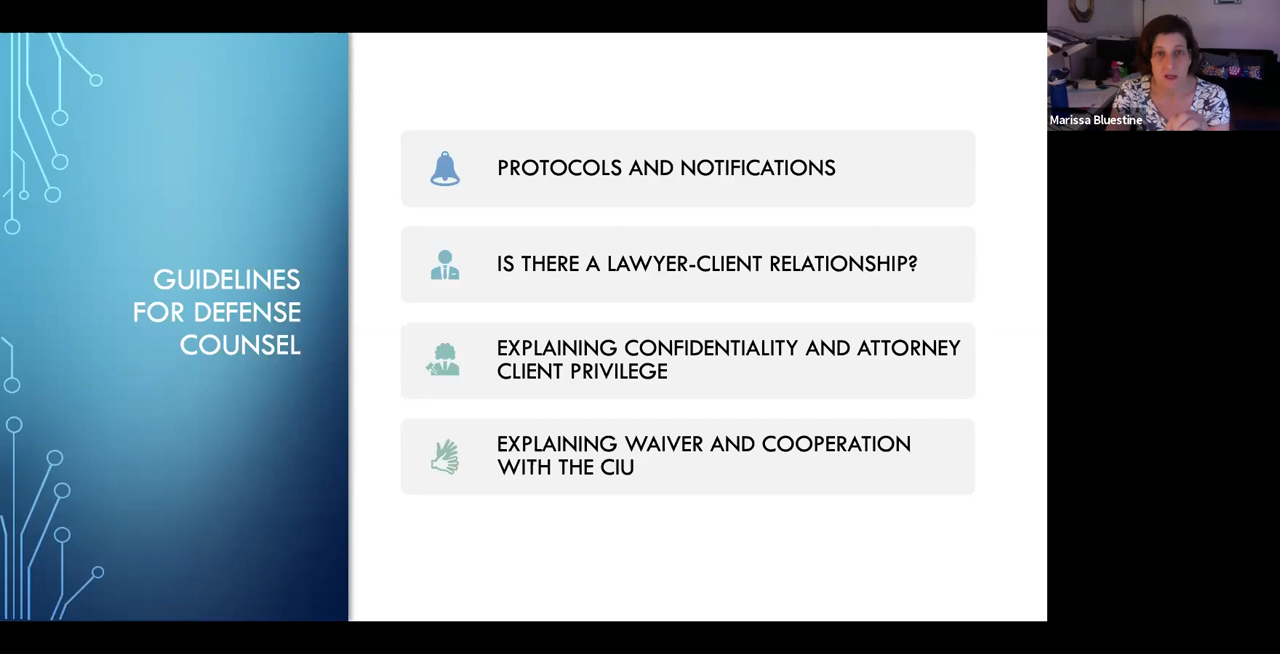 GUIDELINES
FOR DEFENSE
COUNSEL
PROTOCOLS AND NOTIFICATIONS
IS THERE A LAWYER-CLIENT RELATIONSHIP?
EXPLAINING CONFIDENTIALITY AND ATTORNEY
CLIENT PRIVILEGE
EXPLAINING WAIVER AND COOPERATION
WITH THE CIU
Marissa Bluestine